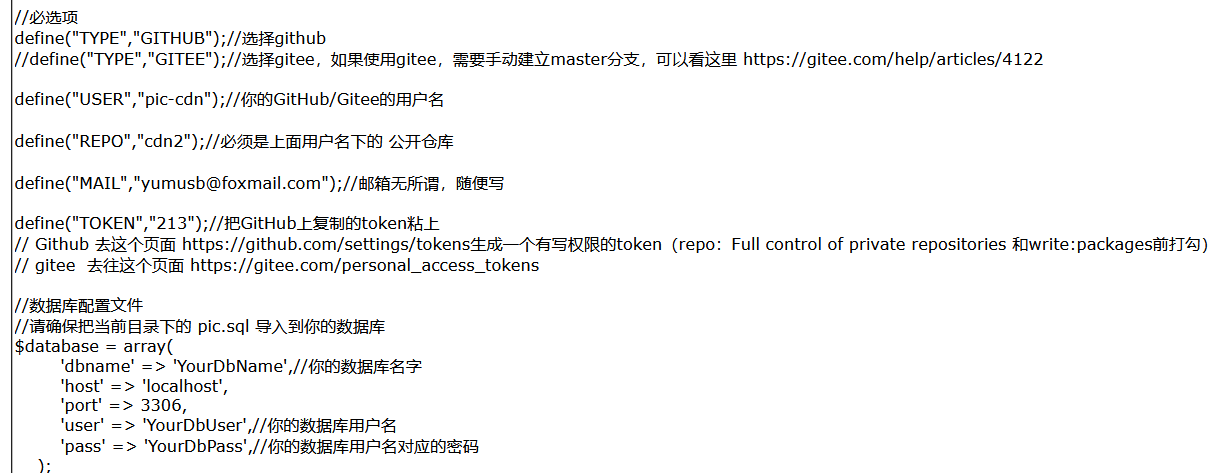 //必选项
define("TYPE","GITHUB");//选择github
//define("TYPE","GITEE");//选择gitee，如果使用gitee，需要手动建立master分支，可以看这里 https://gitee.com/help/articles/4122
define("USER","pic-cdn");//你的GitHub/Gitee的用户名
define("REPO","cdn2");//必须是上面用户名下的 公开仓库
define("MAIL","yumusb@foxmail.com");//邮箱无所谓，随便写
define("TOKEN","213");//把GitHub上复制的token粘上
// Github 去这个页面 https://github.com/settings/tokens生成一个有写权限的token（repo：Full control of private repositories 和write:packages前打勾）
// gitee  去往这个页面 https://gitee.com/personal_access_tokens
//数据库配置文件
//请确保把当前目录下的 pic.sql 导入到你的数据库
$database = array(
'dbname' => 'YourDbName',//你的数据库名字
'host' => 'localhost',
'port' => 3306,
'user' => 'YourDbUser',//你的数据库用户名
'pass' => 'YourDbPass',//你的数据库用户名对应的密码
);